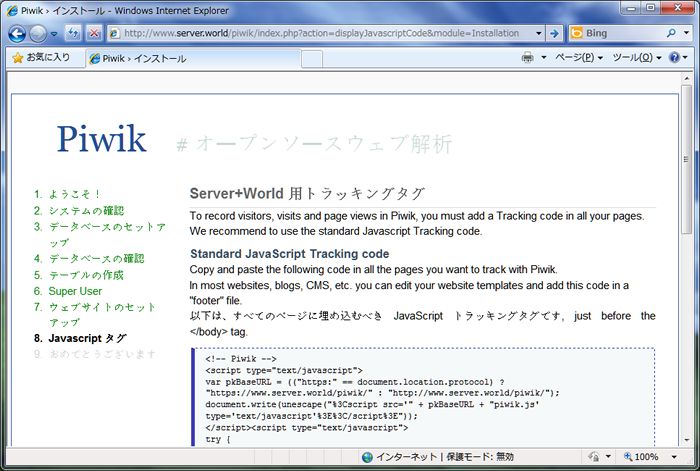 Piwik › インストール - Windows Internet Explorer
http://www.server.world/piwik/index.php?action=displayJavascriptCode&module=Installation
Bing
お気に入り
Piwik › インストール
ページ(P)
ツール(O)
Piwik
# オープンソースウェブ解析
1. ようこそ！
2. システムの確認
3. データベースのセットア
ップ
4. データベースの確認
5. テーブルの作成
6. Super User
7. ウェブサイトのセット
アップ
8. Javascript タグ
9. おめでとうございます
Server+World 用トラッキングタグ
To record visitors, visits and page views in Piwik, you must add a Tracking code in all your pages.
We recommend to use the standard Javascript Tracking code.
Standard JavaScript Tracking code
Copy and paste the following code in all the pages you want to track with Piwik.
In most websites, blogs, CMS, etc. you can edit your website templates and add this code in a
"footer" file.
以下は、すべてのページに埋め込むべき JavaScript トラッキングタグです, just before the
</body> tag.
<!-- Piwik -->
<script type="text/javascript">
var pkBaseURL = (("https:" == document.location.protocol) ?
"https://www.server.world/piwik/" : "http://www.server.world/piwik/");
document.write(unescape("%3Cscript src='" + pkBaseURL + "piwik.js'
type='text/javascript'%3E%3C/script%3E"));
</script><script type="text/javascript">
try {
インターネット | 保護モード: 無効
100%